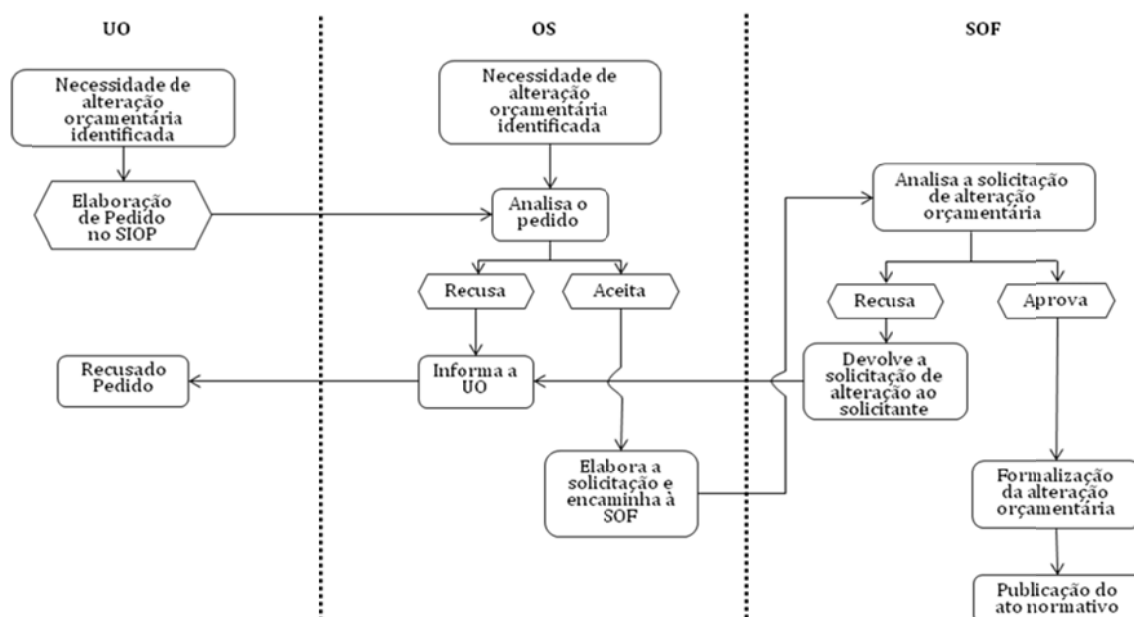 UO
OS
SOF
Necessidade de
alteração
orçamentária
identificada
Elaboração
de Pedido
no SIOP
Recusado
Pedido
Necessidade de
alteração
orçamentária
identificada
Analisa o
pedido
Recusa
Aceita
Informa a
UO
Elabora a
solicitação e
encaminha à
SOF
Analisa a solicitação
de alteração
orçamentária
Recusa
Aprova
Devolve a
solicitação de
alteração ao
solicitante
Formalização
da alteração
orçamentária
Publicação do
ato normativo